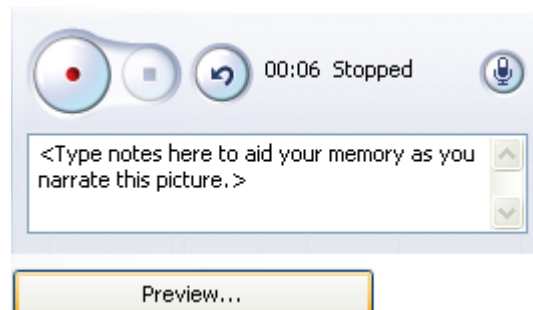 00:06 Stopped
<Type notes here to aid your memory as you
narrate this picture.>
Preview...